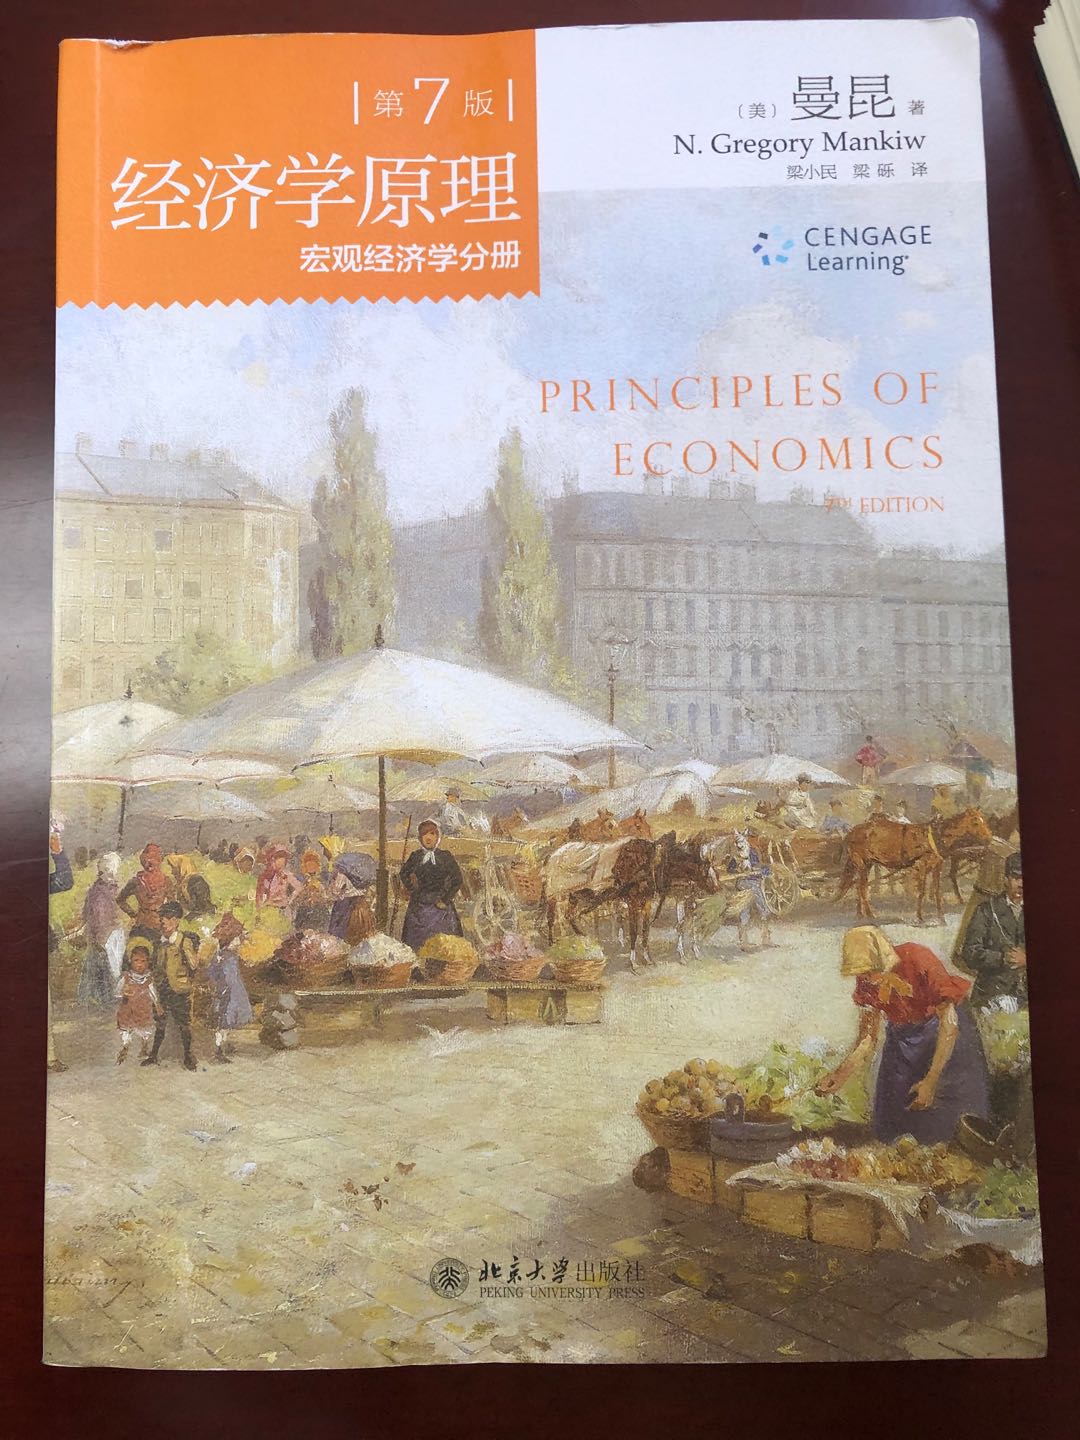 第7版
经济学原理
宏观经济学分册
〔美〕曼昆 著
N. Gregory Mankiw
梁小民 梁砾 译
CENGAGE
Learning
PRINCIPLES OF
ECONOMICS
7TH EDITION
北京大学出版社
PEKING UNIVERSITY PRESS